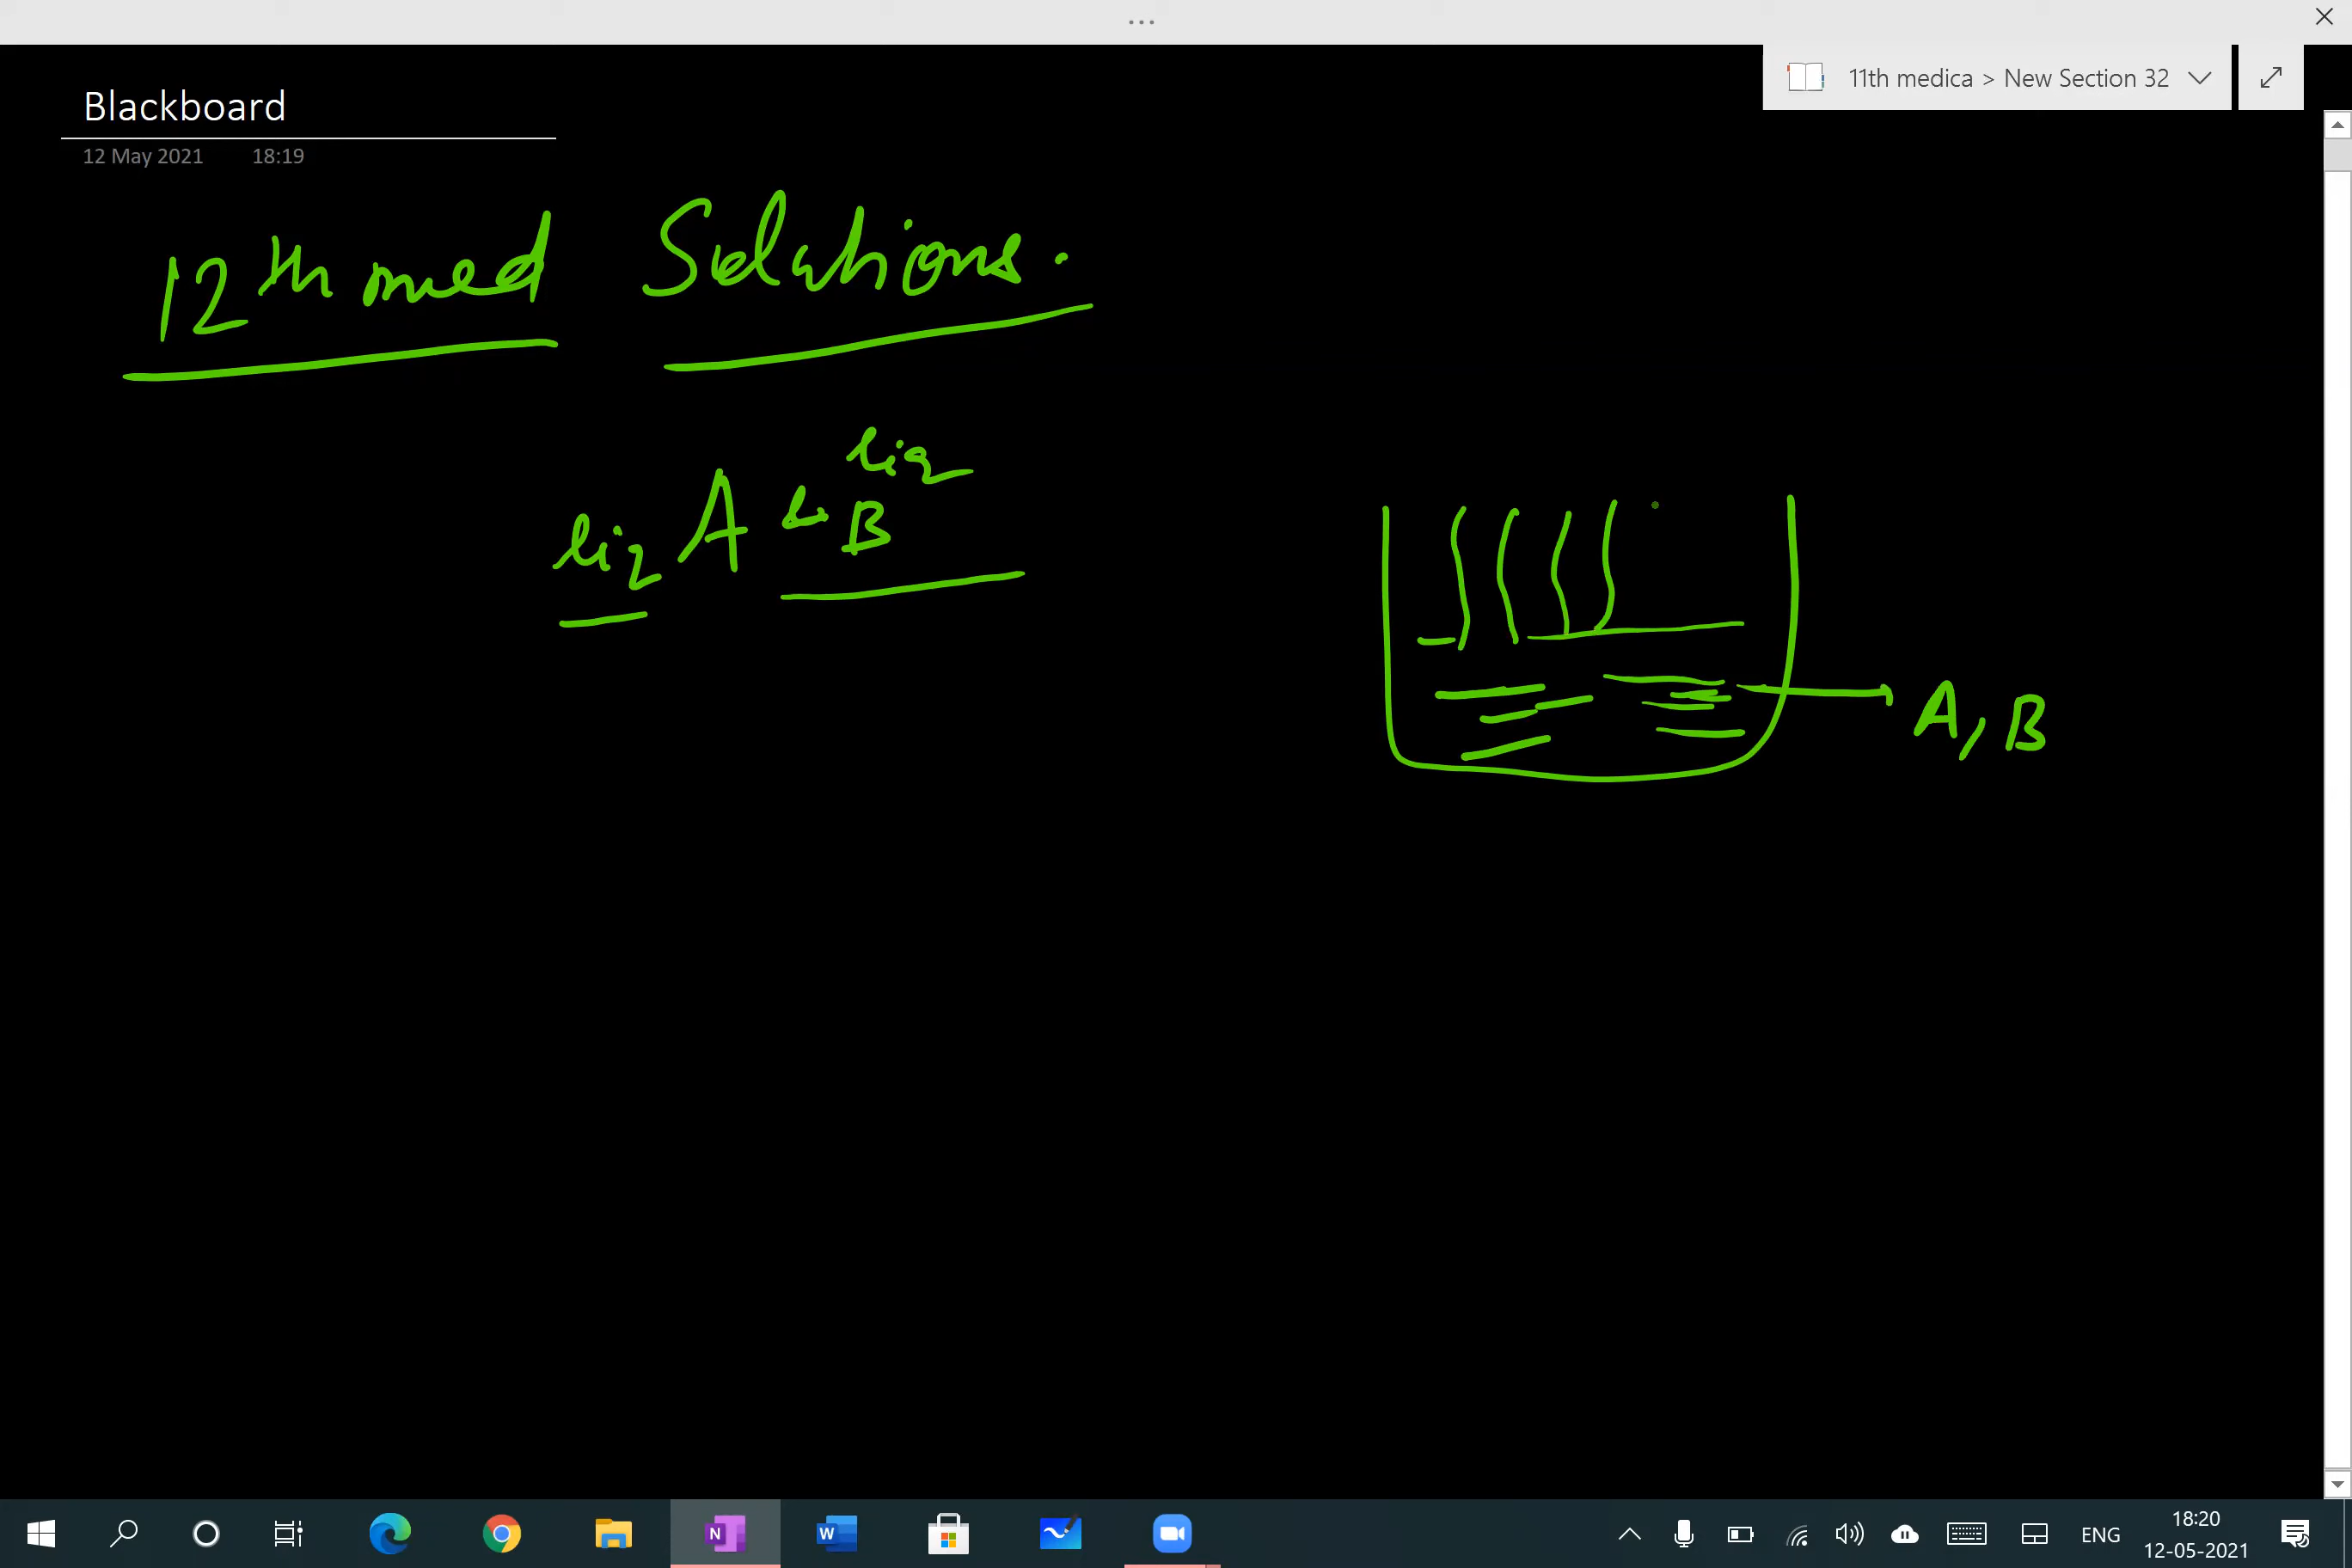 11th medica > New Section 32
Blackboard
12 May 2021 18:19
12th med Solutions.
liq A & B liq
A, B
ENG
18:20
12-05-2021